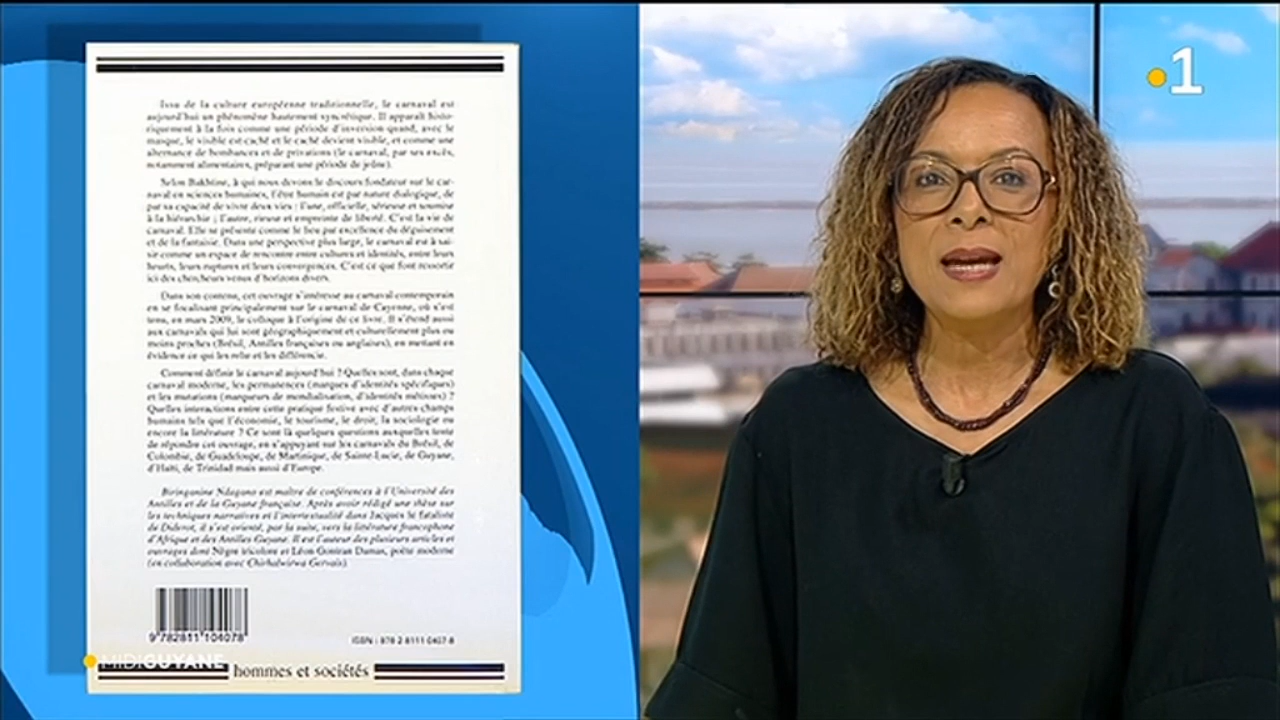 Issu de la culture européenne traditionnelle, le carnaval est
aujourd'hui un phénomène hautement syncrétique. Il apparaît histo-
riquement à la fois comme une période d'inversion quand, avec le
masque, le visible est caché et le caché devient visible, et comme une
alternance de bombances et de privations (le carnaval, par ses excès,
notamment alimentaires, préparant une période de jeûne).
Selon Bakhtine, à qui nous devons le discours fondateur sur le car-
naval en sciences humaines, l'être humain est par nature dialogique, de
par sa capacité de vivre deux vies : l'une, officielle, sérieuse et soumise
à la hiérarchie ; l'autre, rieuse et empreinte de liberté. C'est la vie de
carnaval. Elle se présente comme le lieu par excellence du déguisement
et de la fantaisie. Dans une perspective plus large, le carnaval est à sai-
sir comme un espace de rencontre entre cultures et identités, entre leurs
heurts, leurs ruptures et leurs convergences. C'est ce que font ressortir
ici des chercheurs venus d'horizons divers.
Dans son contenu, cet ouvrage s'intéresse au carnaval contemporain
en se focalisant principalement sur le carnaval de Cayenne, où s'est
tenu, en mars 2009, le colloque à l'origine de ce livre. Il s'étend aussi
aux carnavals qui lui sont géographiquement et culturellement plus ou
moins proches (Brésil, Antilles françaises ou anglaises), en mettant en
évidence ce qui les relie et les différencie.
Comment définir le carnaval aujourd'hui ? Quelles sont, dans chaque
carnaval moderne, les permanences (marques d'identités spécifiques)
et les mutations (marqueurs de mondialisation, d'identités métisses) ?
Quelles interactions entre cette pratique festive avec d'autres champs
humains tels que l'économie, le tourisme, le droit, la sociologie ou
encore la littérature ? Ce sont là quelques questions auxquelles tente
de répondre cet ouvrage, en s'appuyant sur les carnavals du Brésil, de
Colombie, de Guadeloupe, de Martinique, de Sainte-Lucie, de Guyane,
d'Haïti, de Trinidad mais aussi d'Europe.
Biringanine Ndagano est maître de conférences à l'Université des
Antilles et de la Guyane française. Après avoir rédigé une thèse sur
les techniques narratives et l'intertextualité dans Jacques le fataliste
de Diderot, il s'est orienté, par la suite, vers la littérature francophone
d'Afrique et des Antilles Guyane. Il est l'auteur des plusieurs articles et
ouvrages dont Nègre tricolore et Léon Gontran Damas, poète moderne
(en collaboration avec Chirhalwirwa Gervais).
9 782811 104078
ISBN : 978 2 8111 0407 8
MIDIGUYANE
hommes et sociétés
1